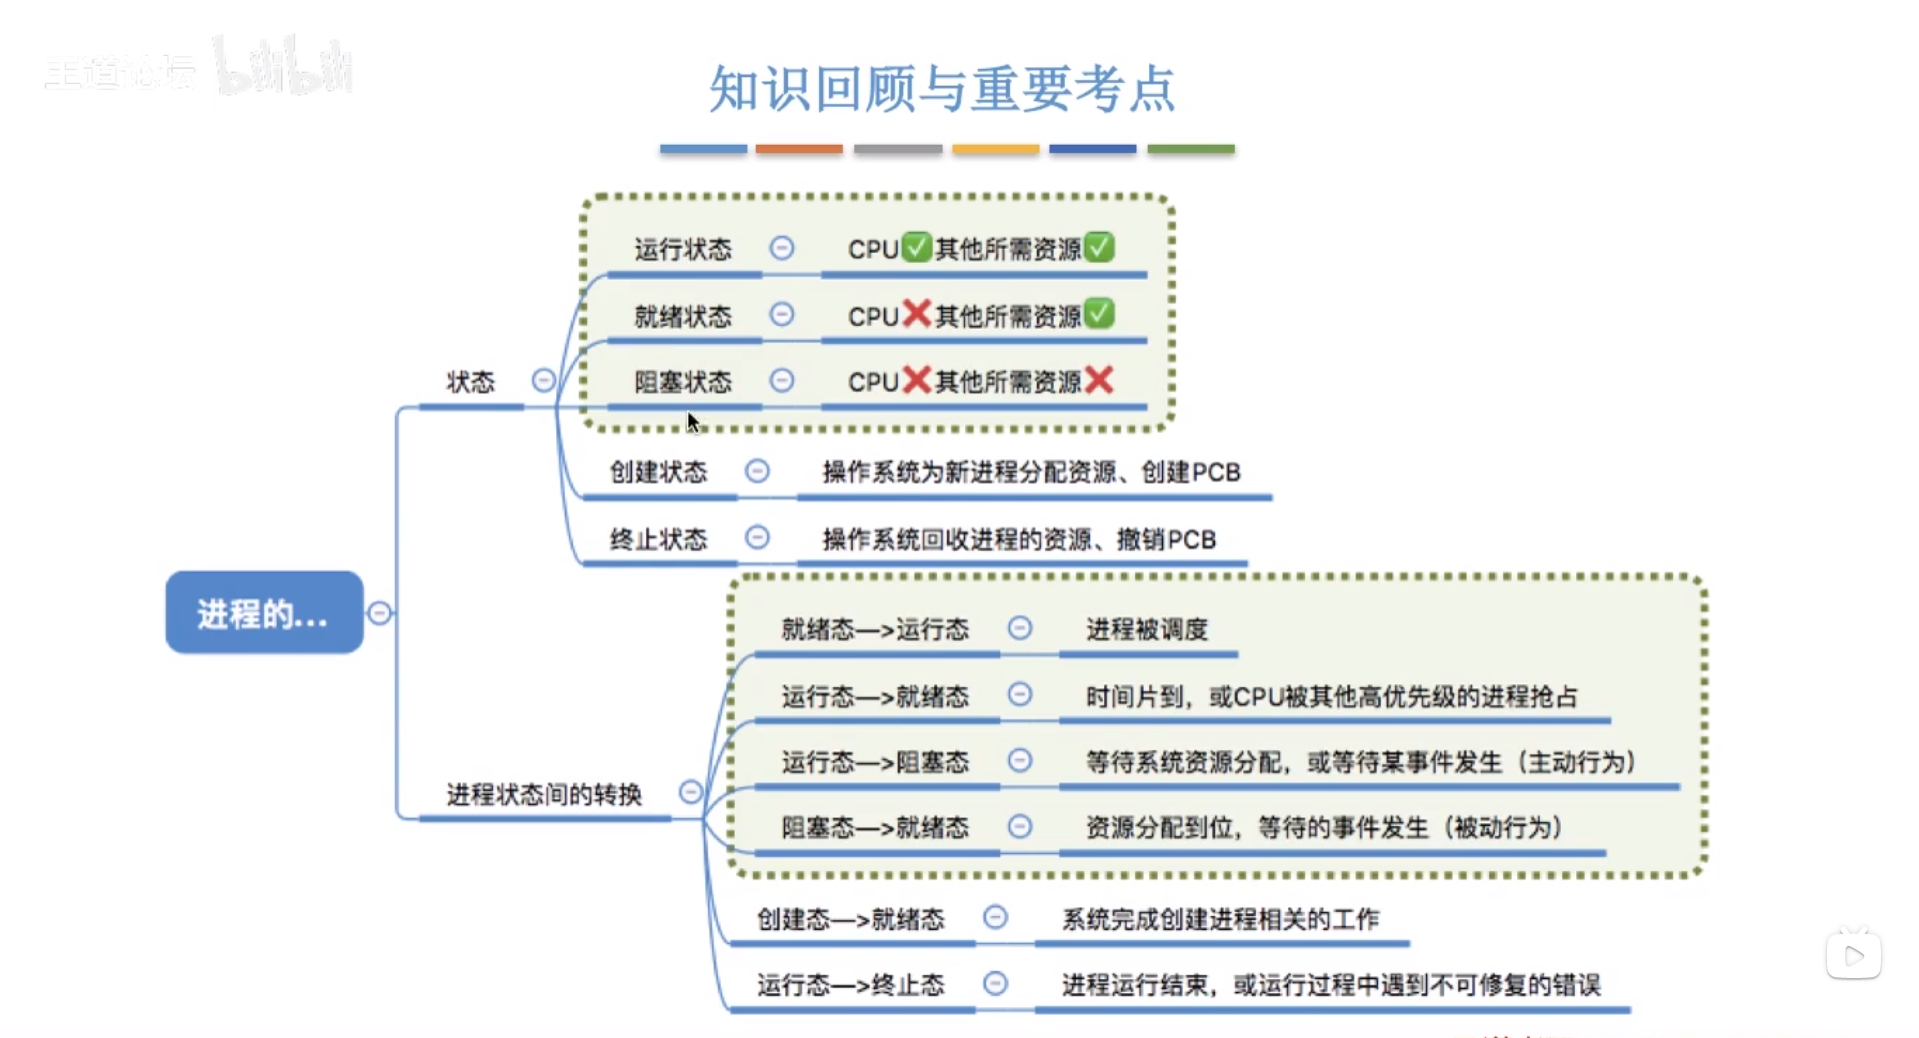 王道论坛 bilibili
知识回顾与重要考点
运行状态 CPU✅其他所需资源✅
就绪状态 CPU❌其他所需资源✅
状态
阻塞状态 CPU❌其他所需资源❌
创建状态 操作系统为新进程分配资源、创建PCB
终止状态 操作系统回收进程的资源、撤销PCB
进程的...
就绪态—>运行态 进程被调度
运行态—>就绪态 时间片到，或CPU被其他高优先级的进程抢占
运行态—>阻塞态 等待系统资源分配，或等待某事件发生（主动行为）
进程状态间的转换
阻塞态—>就绪态 资源分配到位，等待的事件发生（被动行为）
创建态—>就绪态 系统完成创建进程相关的工作
运行态—>终止态 进程运行结束，或运行过程中遇到不可修复的错误